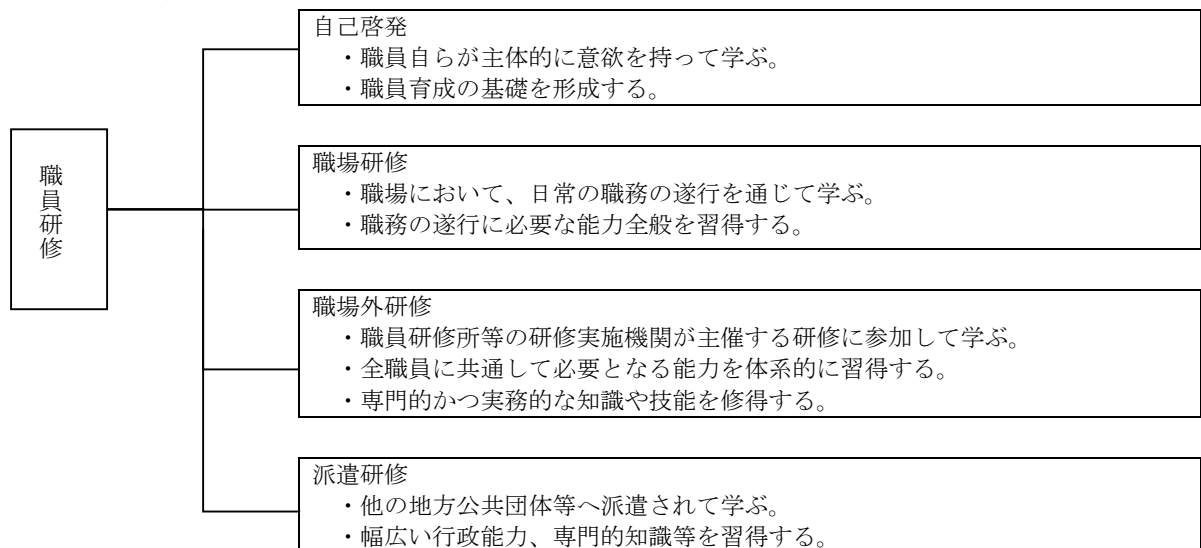 職員研修
自己啓発
・職員自らが主体的に意欲を持って学ぶ。
・職員育成の基礎を形成する。
職場研修
・職場において、日常の職務の遂行を通じて学ぶ。
・職務の遂行に必要な能力全般を習得する。
職場外研修
・職員研修所等の研修実施機関が主催する研修に参加して学ぶ。
・全職員に共通して必要となる能力を体系的に習得する。
・専門的かつ実務的な知識や技能を修得する。
派遣研修
・他の地方公共団体等へ派遣されて学ぶ。
・幅広い行政能力、専門的知識等を習得する。